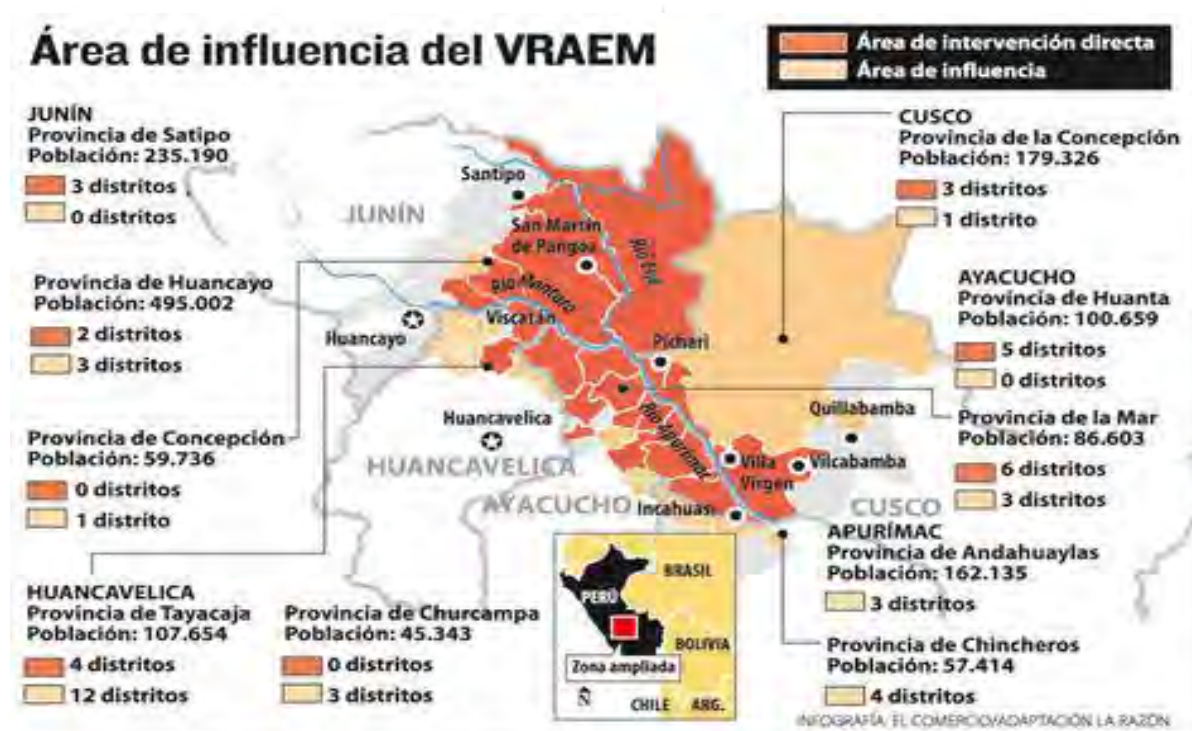 Área de influencia del VRAEM
Área de intervención directa
Área de influencia
JUNÍN
Provincia de Satipo
Población: 235.190
3 distritos
0 distritos
Provincia de Huancayo
Población: 495.002
2 distritos
3 distritos
Provincia de Concepción
Población: 59.736
0 distritos
1 distrito
HUANCAVELICA
Provincia de Tayacaja
Población: 107.654
4 distritos
12 distritos
Provincia de Churcampa
Población: 45.343
0 distritos
3 distritos
CUSCO
Provincia de la Concepción
Población: 179.326
3 distritos
1 distrito
AYACUCHO
Provincia de Huanta
Población: 100.659
5 distritos
0 distritos
Provincia de la Mar
Población: 86.603
6 distritos
3 distritos
APURÍMAC
Provincia de Andahuaylas
Población: 162.135
3 distritos
Provincia de Chincheros
Población: 57.414
4 distritos
Santipo
JUNÍN
San Martín
de Pangoa
Río Mantaro
Viscatán
Huancayo
Pichari
Huancavelica
HUANCAVELICA
Río Apurímac
Quillabamba
Villa
Virgen
Vilcabamba
AYACUCHO
Incahuasi
CUSCO
BRASIL
PERÚ
BOLIVIA
Zona ampliada
N
CHILE
ARG.
INFOGRAFÍA: EL COMERCIO/ADAPTACIÓN LA RAZÓN